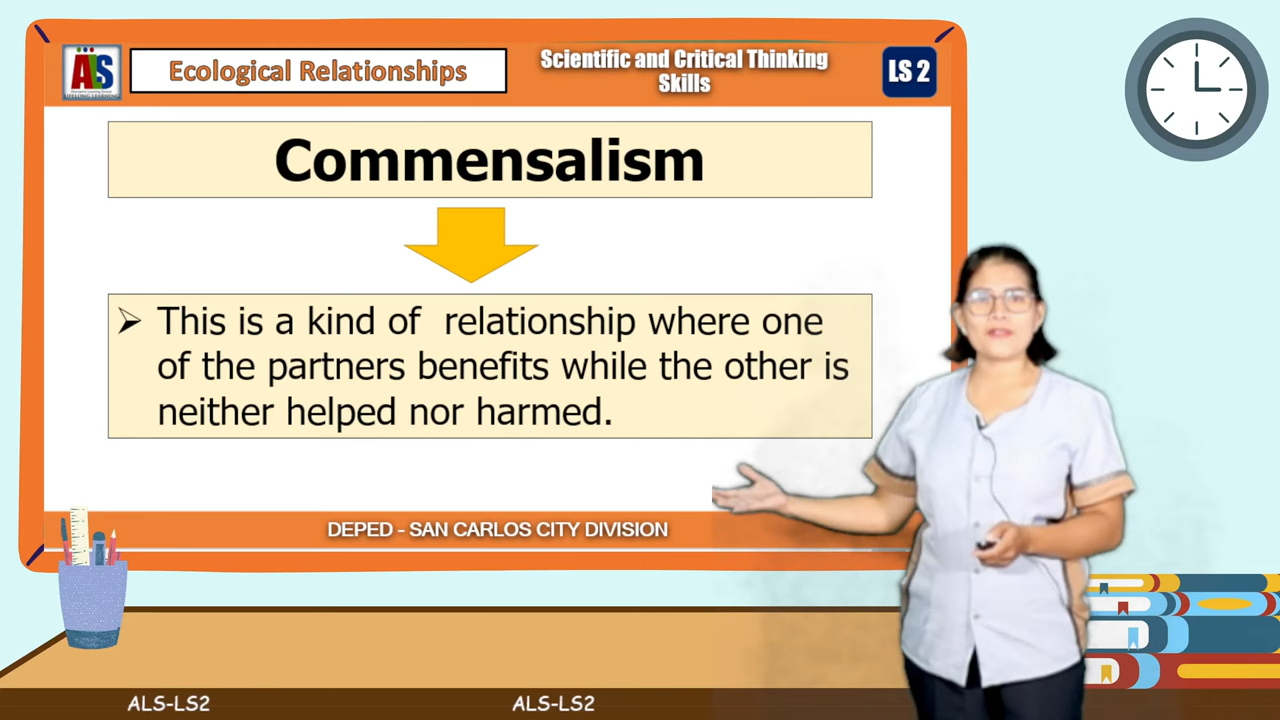 ALS
Ecological Relationships
Scientific and Critical Thinking
Skills
LS 2
Commensalism
➢ This is a kind of relationship where one
of the partners benefits while the other is
neither helped nor harmed.
DEPED - SAN CARLOS CITY DIVISION
ALS-LS2
ALS-LS2